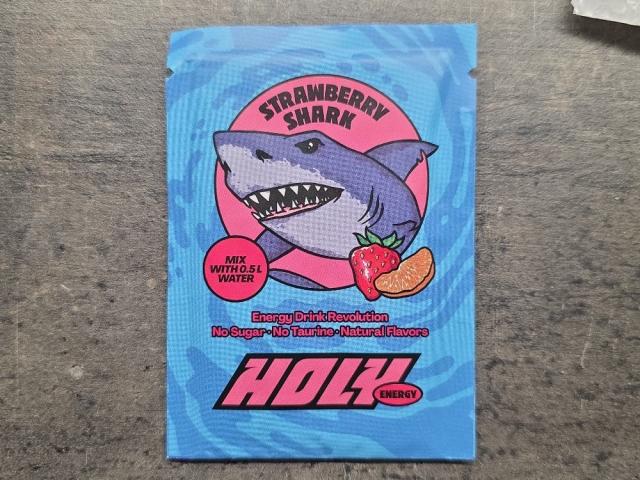 STRAWBERRY
SHARK
MIX
WITH 0.5 L
WATER
Energy Drink Revolution
No Sugar · No Taurine · Natural Flavors
HOLY
ENERGY